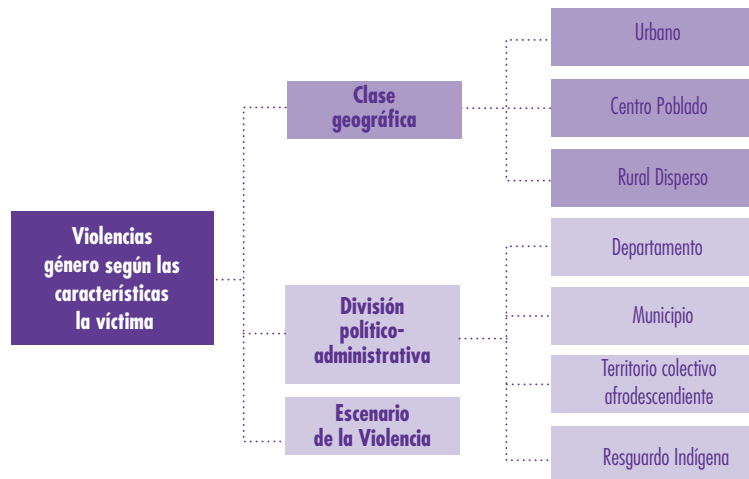 Violencias
género según las
características
la víctima
Clase
geográfica
Urbano
Centro Poblado
Rural Disperso
División
político-
administrativa
Departamento
Municipio
Territorio colectivo
afrodescendiente
Resguardo Indígena
Escenario
de la Violencia